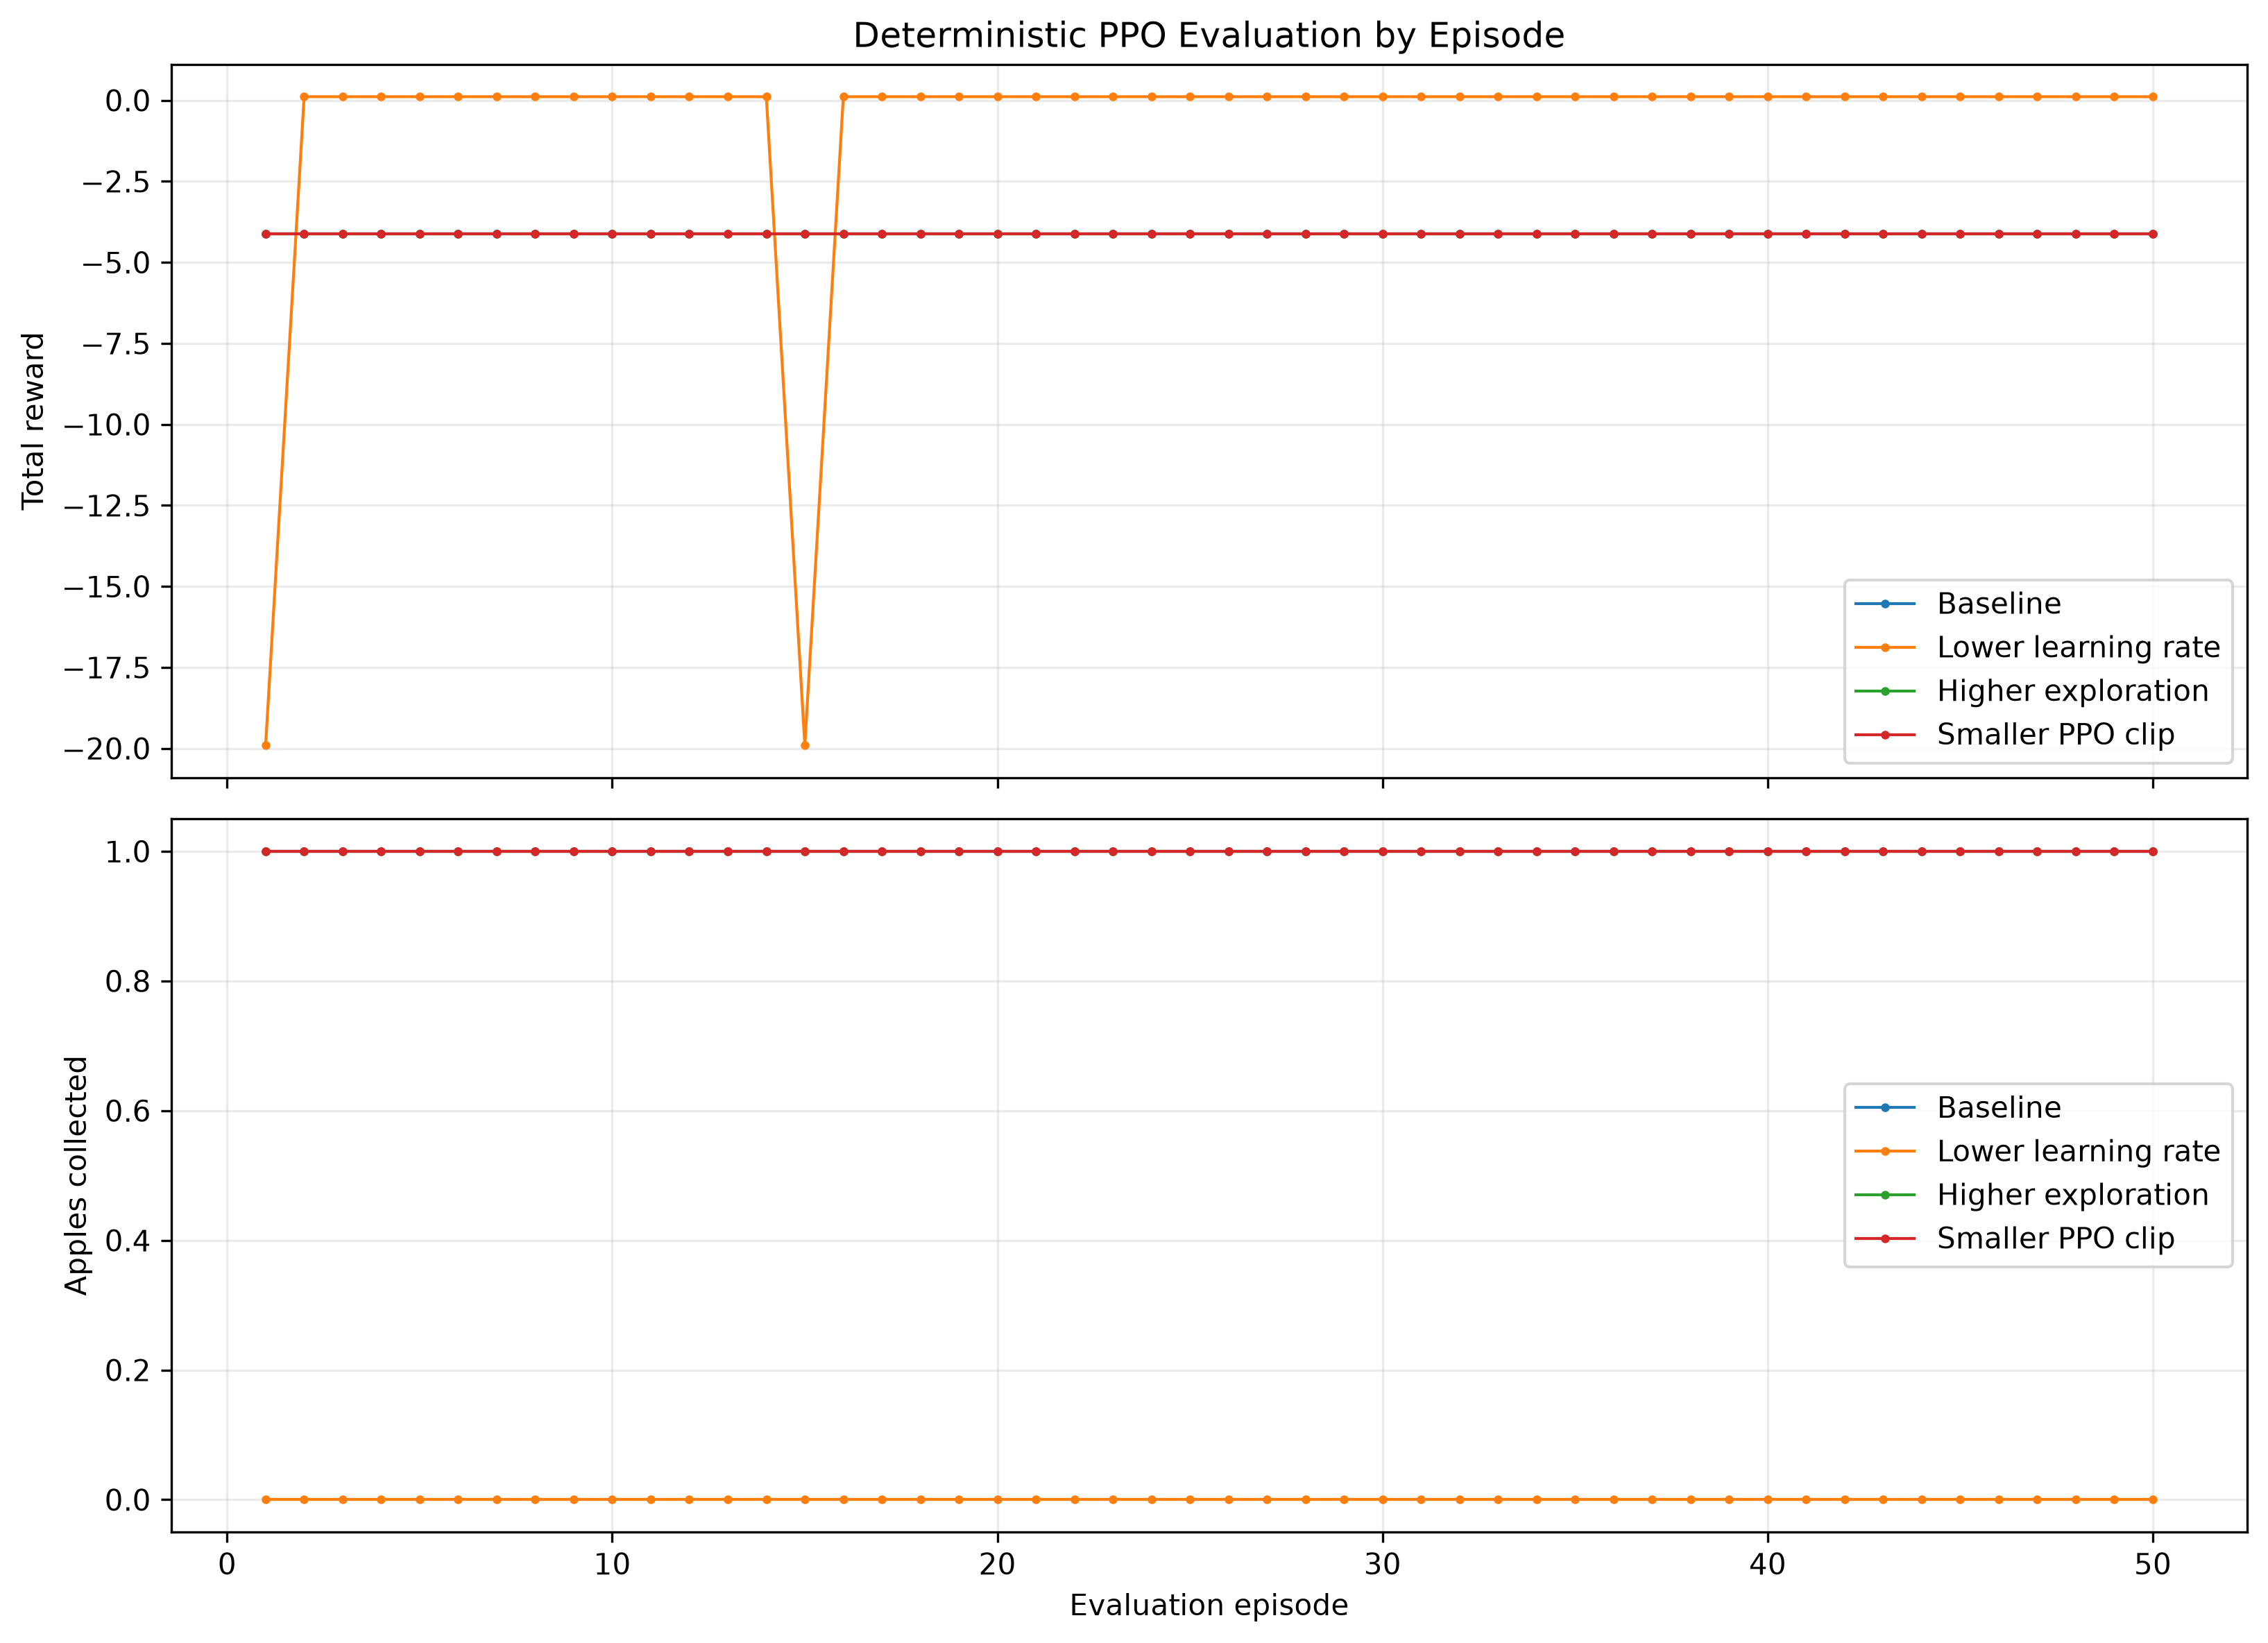 Deterministic PPO Evaluation by Episode
Total reward
0.0
−2.5
−5.0
−7.5
−10.0
−12.5
−15.0
−17.5
−20.0
Baseline
Lower learning rate
Higher exploration
Smaller PPO clip
Apples collected
1.0
0.8
0.6
0.4
0.2
0.0
Baseline
Lower learning rate
Higher exploration
Smaller PPO clip
0 10 20 30 40 50
Evaluation episode